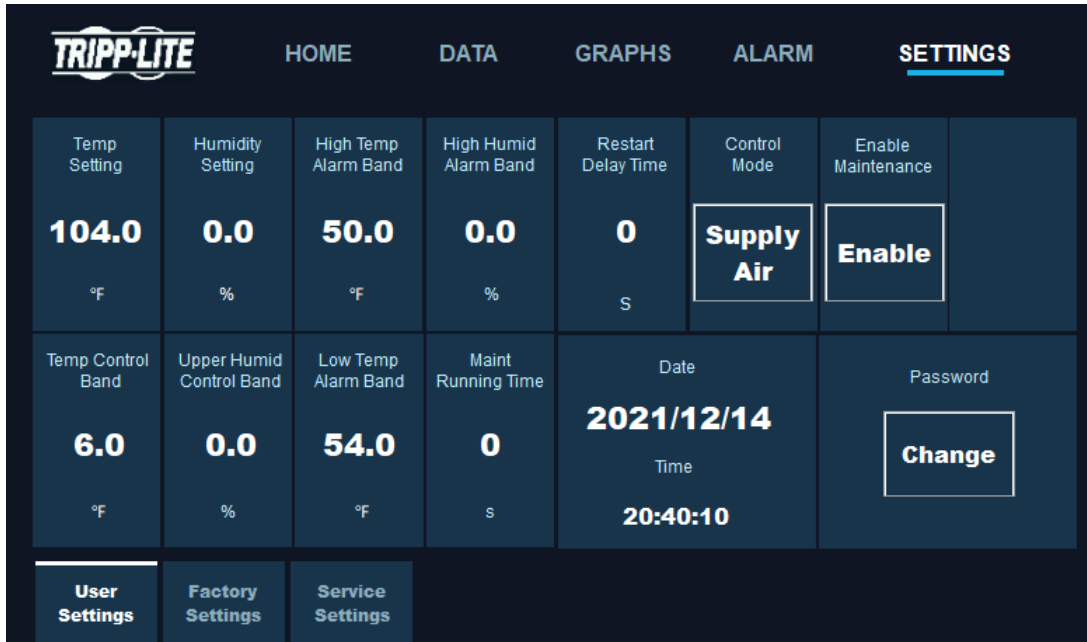 TRIPP·LITE
HOME
DATA
GRAPHS
ALARM
SETTINGS
Temp
Setting
104.0
°F
Humidity
Setting
0.0
%
High Temp
Alarm Band
50.0
°F
High Humid
Alarm Band
0.0
%
Restart
Delay Time
0
S
Control
Mode
Supply
Air
Enable
Maintenance
Enable
Temp Control
Band
6.0
°F
Upper Humid
Control Band
0.0
%
Low Temp
Alarm Band
54.0
°F
Maint
Running Time
0
s
Date
2021/12/14
Time
20:40:10
Password
Change
User
Settings
Factory
Settings
Service
Settings